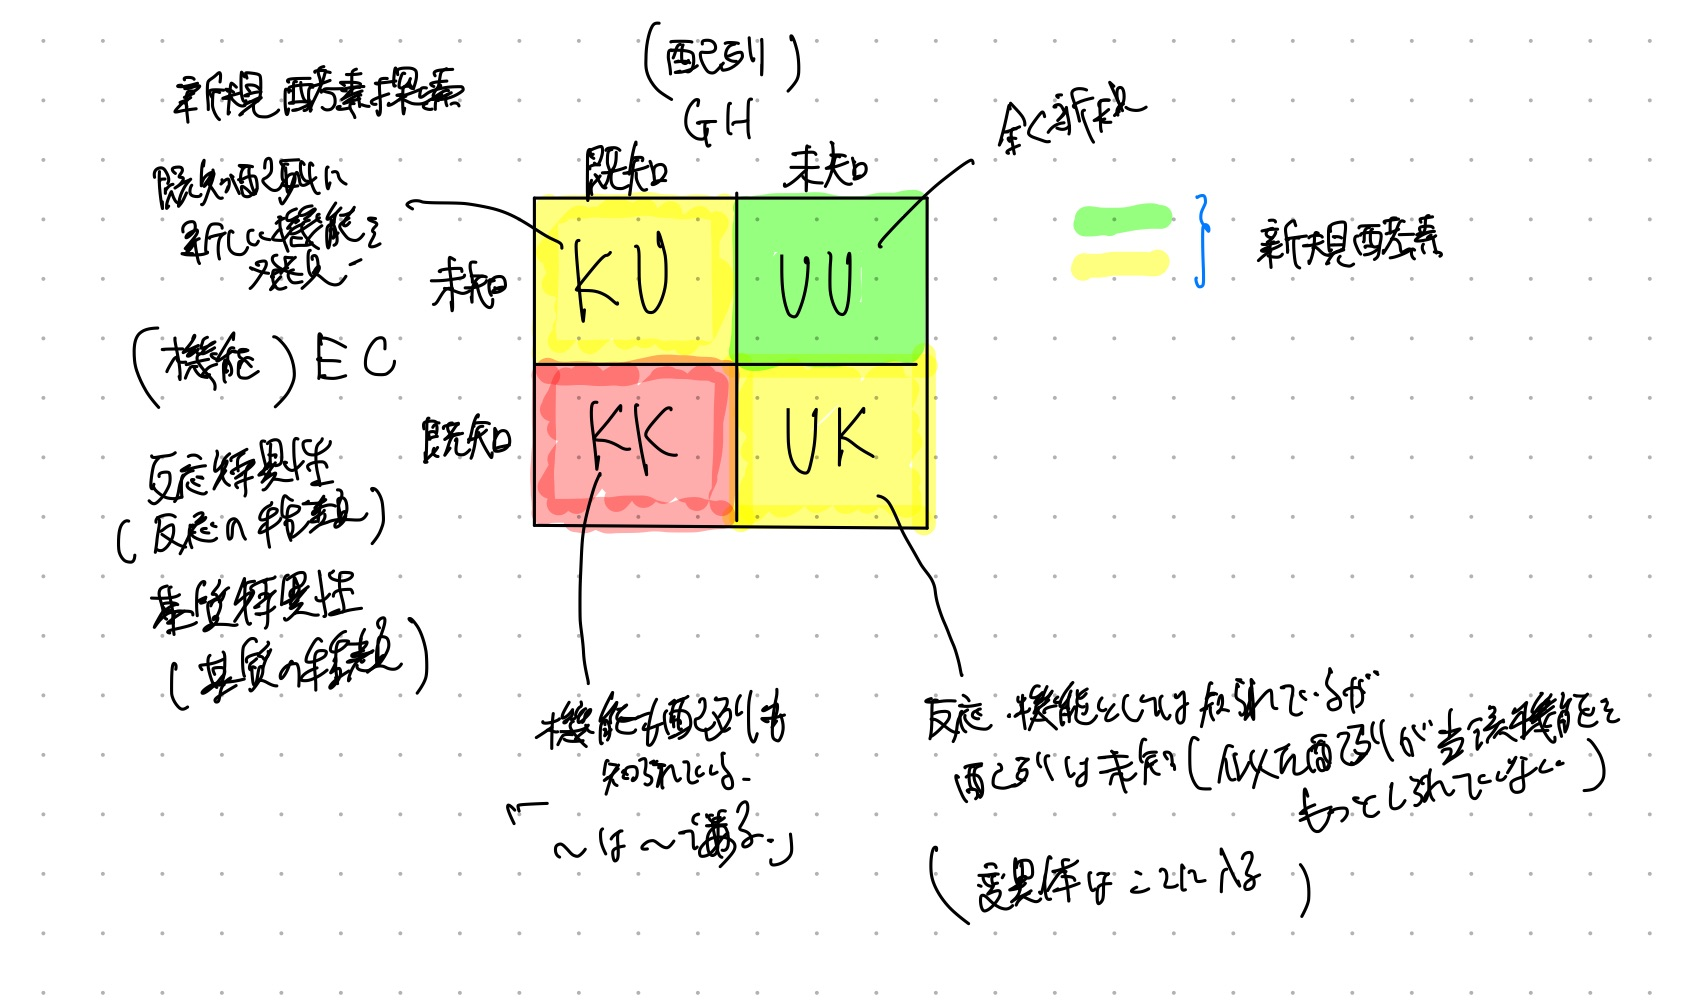 新規酵素探索
(配列)
GH
既知 未知
全く新規
既知の配列に
新しい機能を
発見
未知
KU UU
新規酵素
(機能) EC
既知
KK UK
反応特異性
(反応の種類)
基質特異性
(基質の種類)
機能も配列も
知られている.
「〜は〜である.」
反応・機能としては知られているが
配列は未知(似た配列が当該機能を
もつとしられていない.)
(変異体はここに入る)